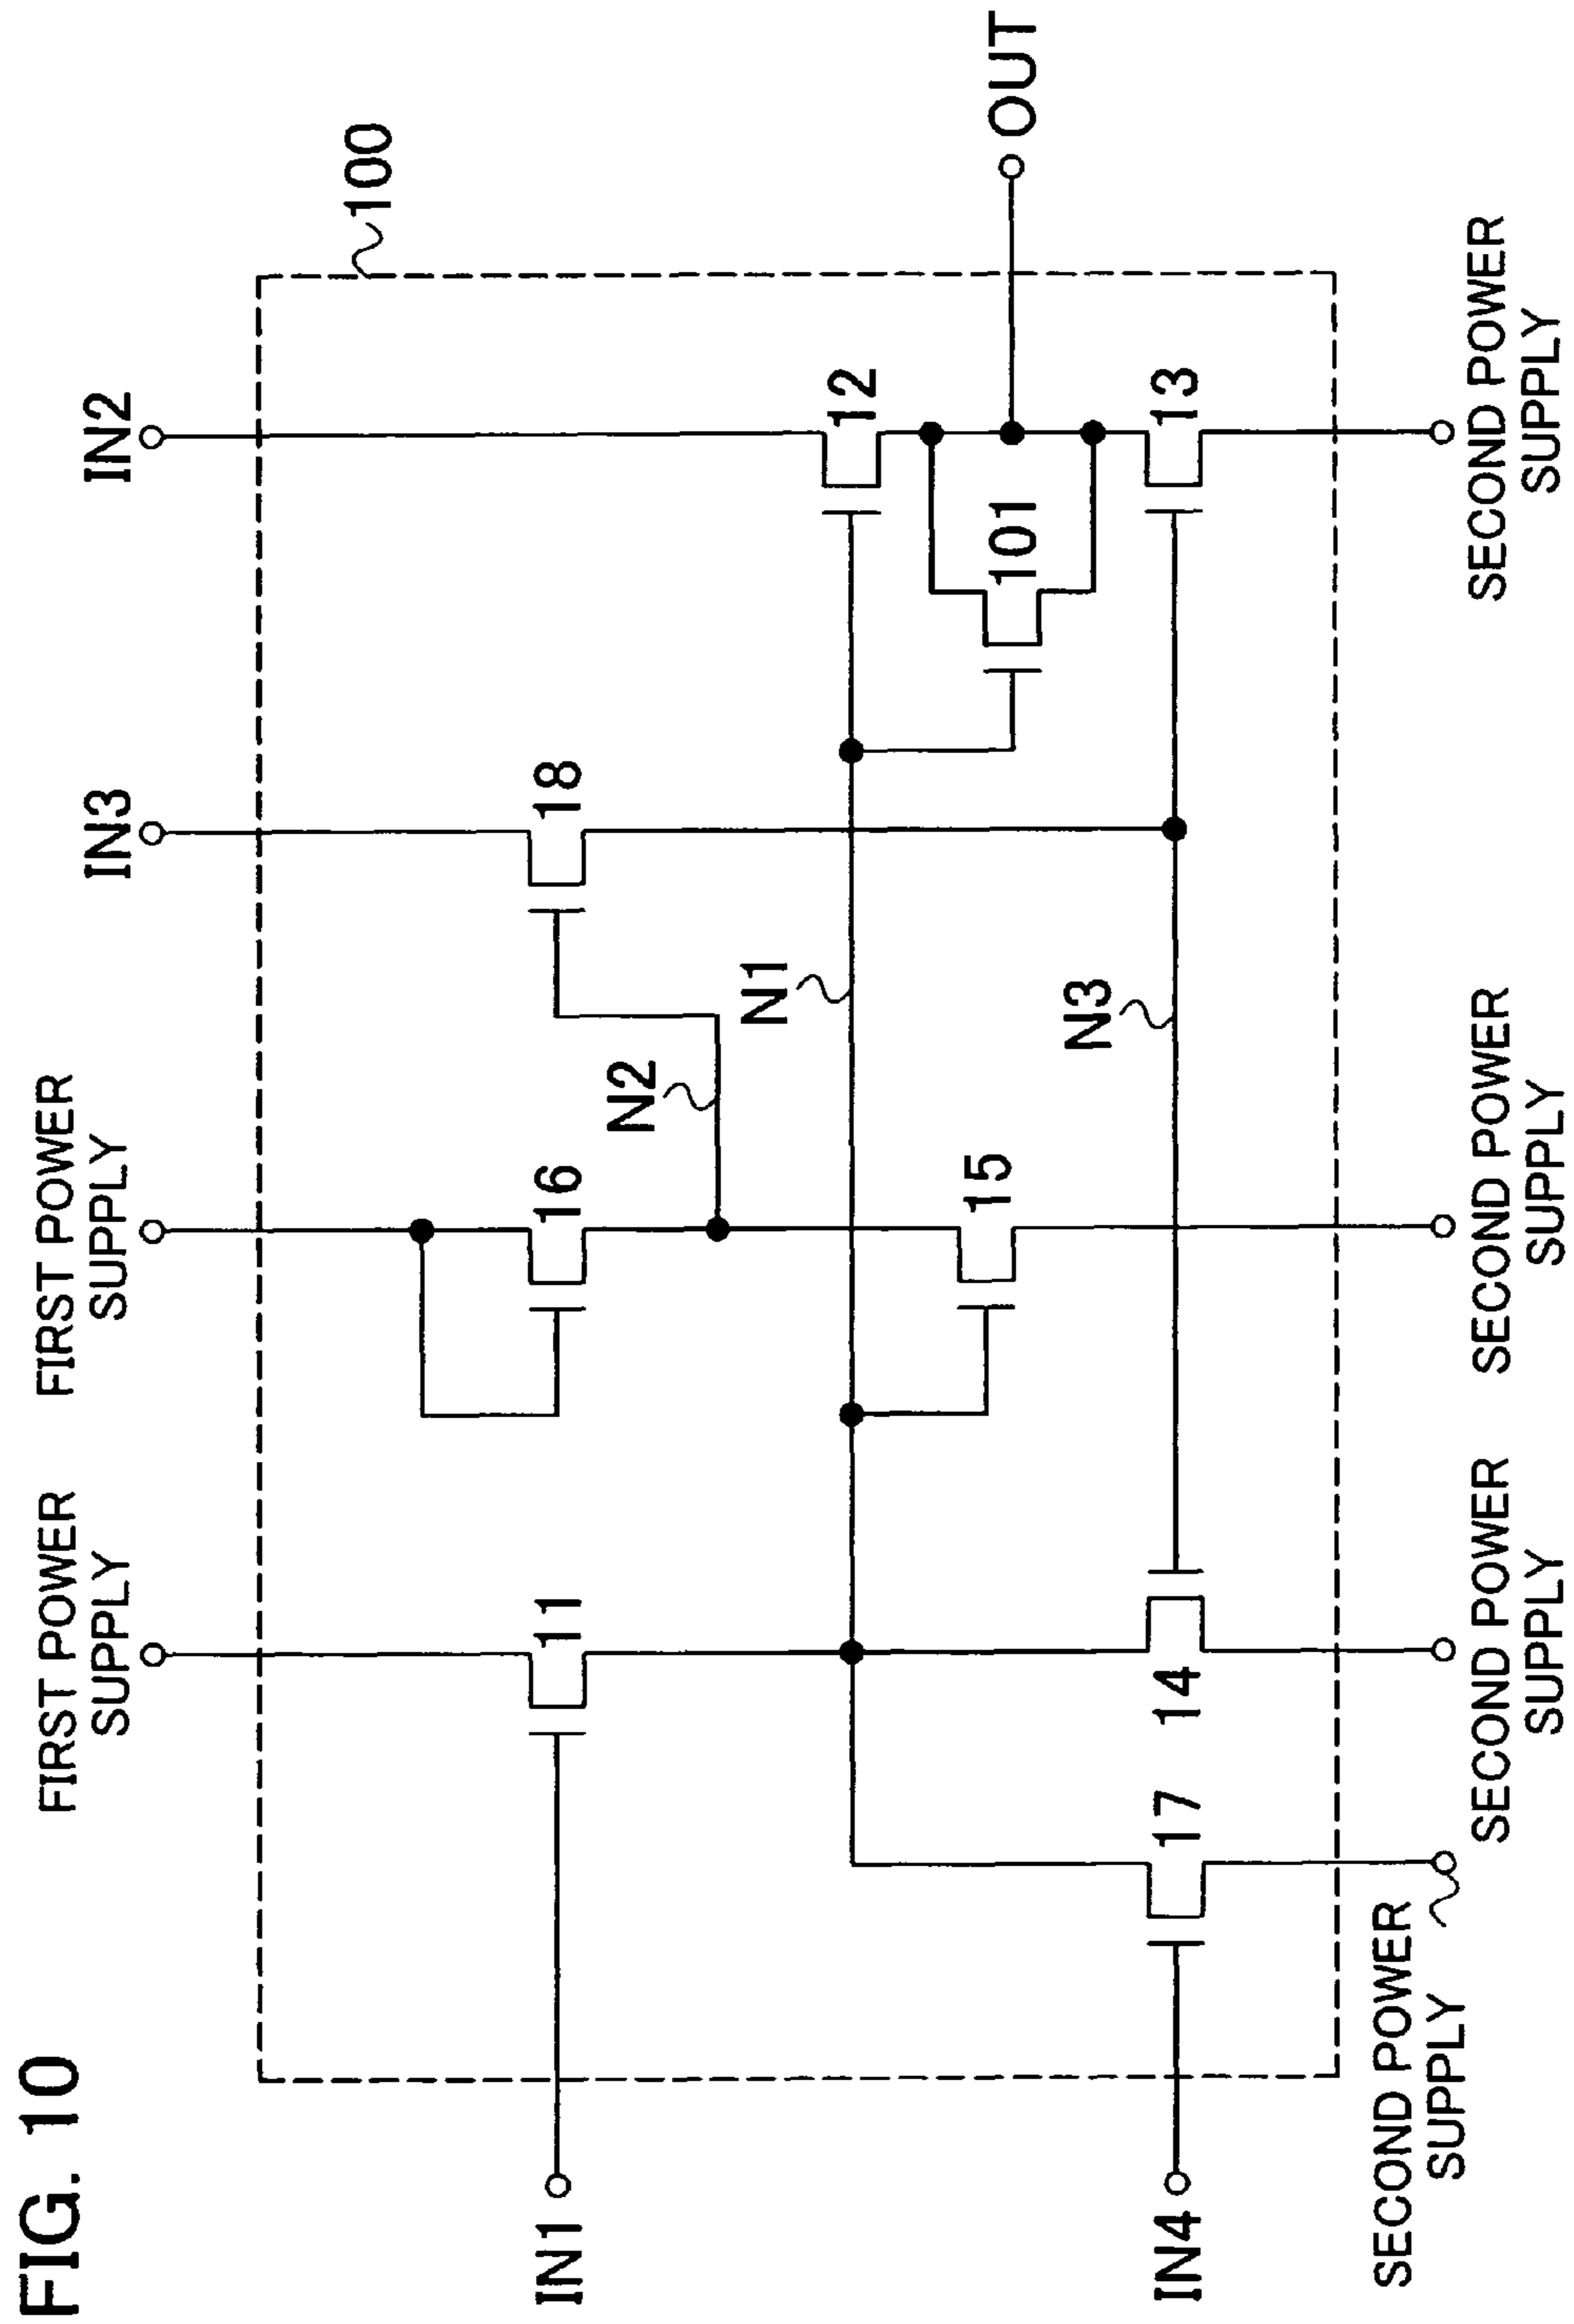 FIG. 10
FIRST POWER
SUPPLY
FIRST POWER
SUPPLY
IN3
IN2
100
IN1
11
16
18
N2
N1
12
101
OUT
15
N3
IN4
17
14
13
SECOND POWER
SUPPLY
SECOND POWER
SUPPLY
SECOND POWER
SUPPLY
SECOND POWER
SUPPLY